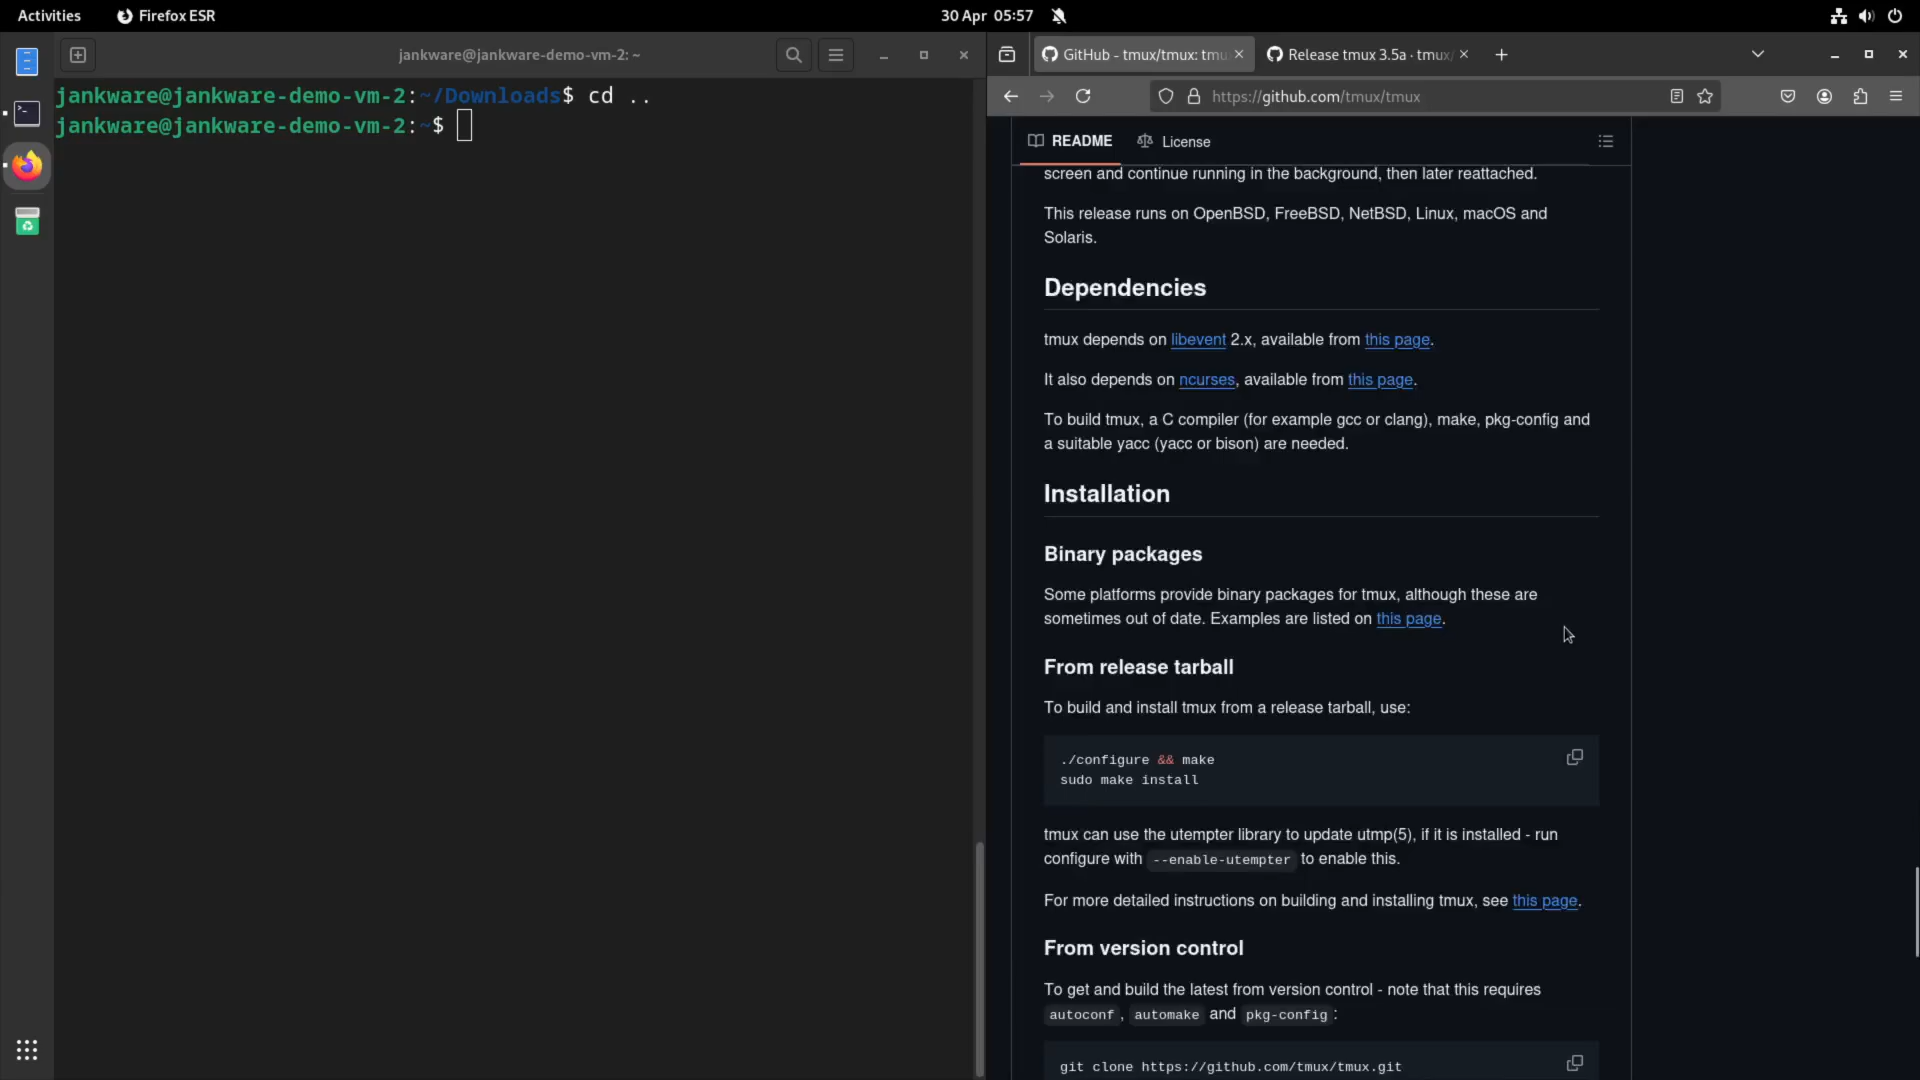 Activities
Firefox ESR
30 Apr 05:57
jankware@jankware-demo-vm-2: ~
jankware@jankware-demo-vm-2:~/Downloads$ cd ..
jankware@jankware-demo-vm-2:~$
GitHub - tmux/tmux: tmu
Release tmux 3.5a · tmux/
https://github.com/tmux/tmux
README
License
screen and continue running in the background, then later reattached.
This release runs on OpenBSD, FreeBSD, NetBSD, Linux, macOS and
Solaris.
Dependencies
tmux depends on libevent 2.x, available from this page.
It also depends on ncurses, available from this page.
To build tmux, a C compiler (for example gcc or clang), make, pkg-config and
a suitable yacc (yacc or bison) are needed.
Installation
Binary packages
Some platforms provide binary packages for tmux, although these are
sometimes out of date. Examples are listed on this page.
From release tarball
To build and install tmux from a release tarball, use:
./configure && make
sudo make install
tmux can use the utempter library to update utmp(5), if it is installed - run
configure with --enable-utempter to enable this.
For more detailed instructions on building and installing tmux, see this page.
From version control
To get and build the latest from version control - note that this requires
autoconf, automake and pkg-config:
git clone https://github.com/tmux/tmux.git